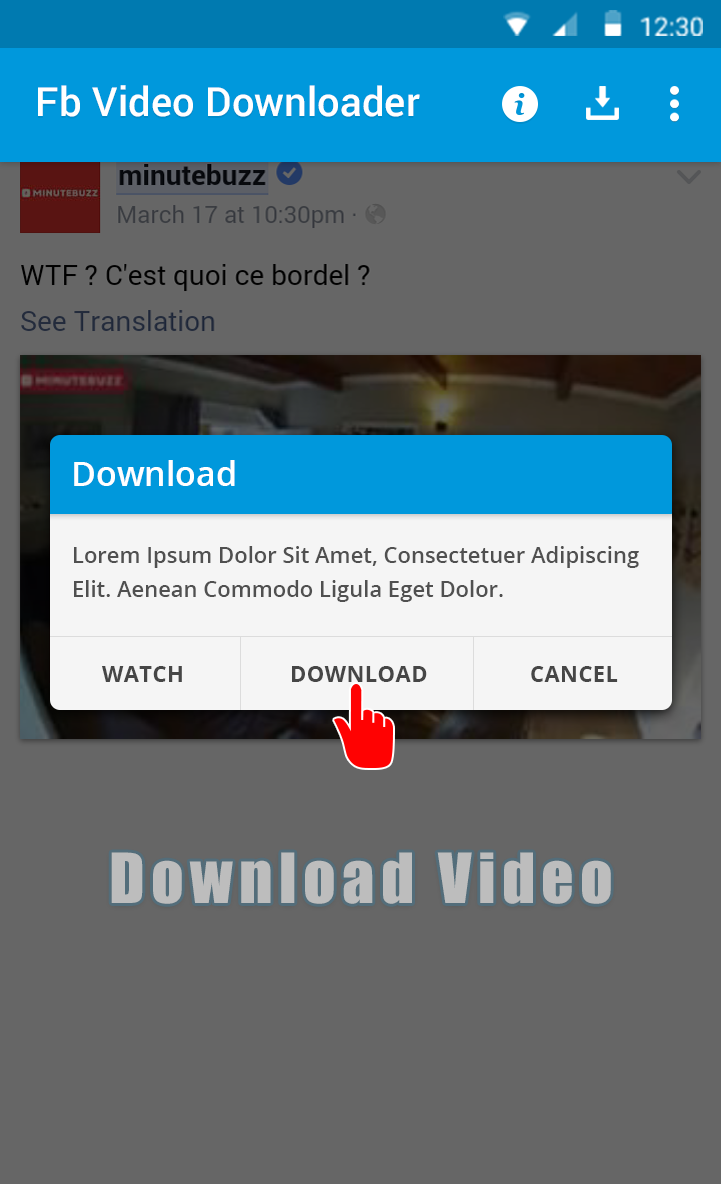 12:30
Fb Video Downloader
MINUTEBUZZ
minutebuzz
March 17 at 10:30pm ·
WTF ? C'est quoi ce bordel ?
See Translation
MINUTEBUZZ
Download
Lorem Ipsum Dolor Sit Amet, Consectetuer Adipiscing
Elit. Aenean Commodo Ligula Eget Dolor.
WATCH DOWNLOAD CANCEL
Download Video